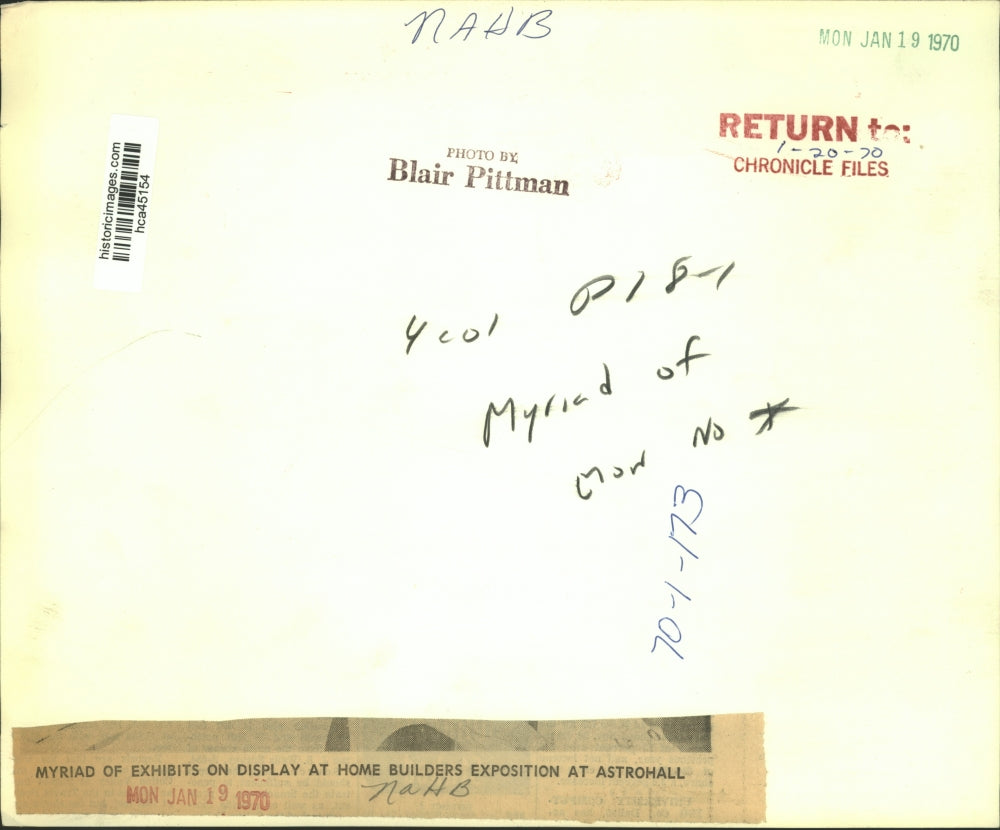 NAHB
MON JAN 19 1970
RETURN to:
1-20-70
CHRONICLE FILES
historicimages.com
hca45154
PHOTO BY
Blair Pittman
4 col P 18-1
Myriad of
Mon No *
70-1-173
MYRIAD OF EXHIBITS ON DISPLAY AT HOME BUILDERS EXPOSITION AT ASTROHALL
MON JAN 19 1970
NaHB